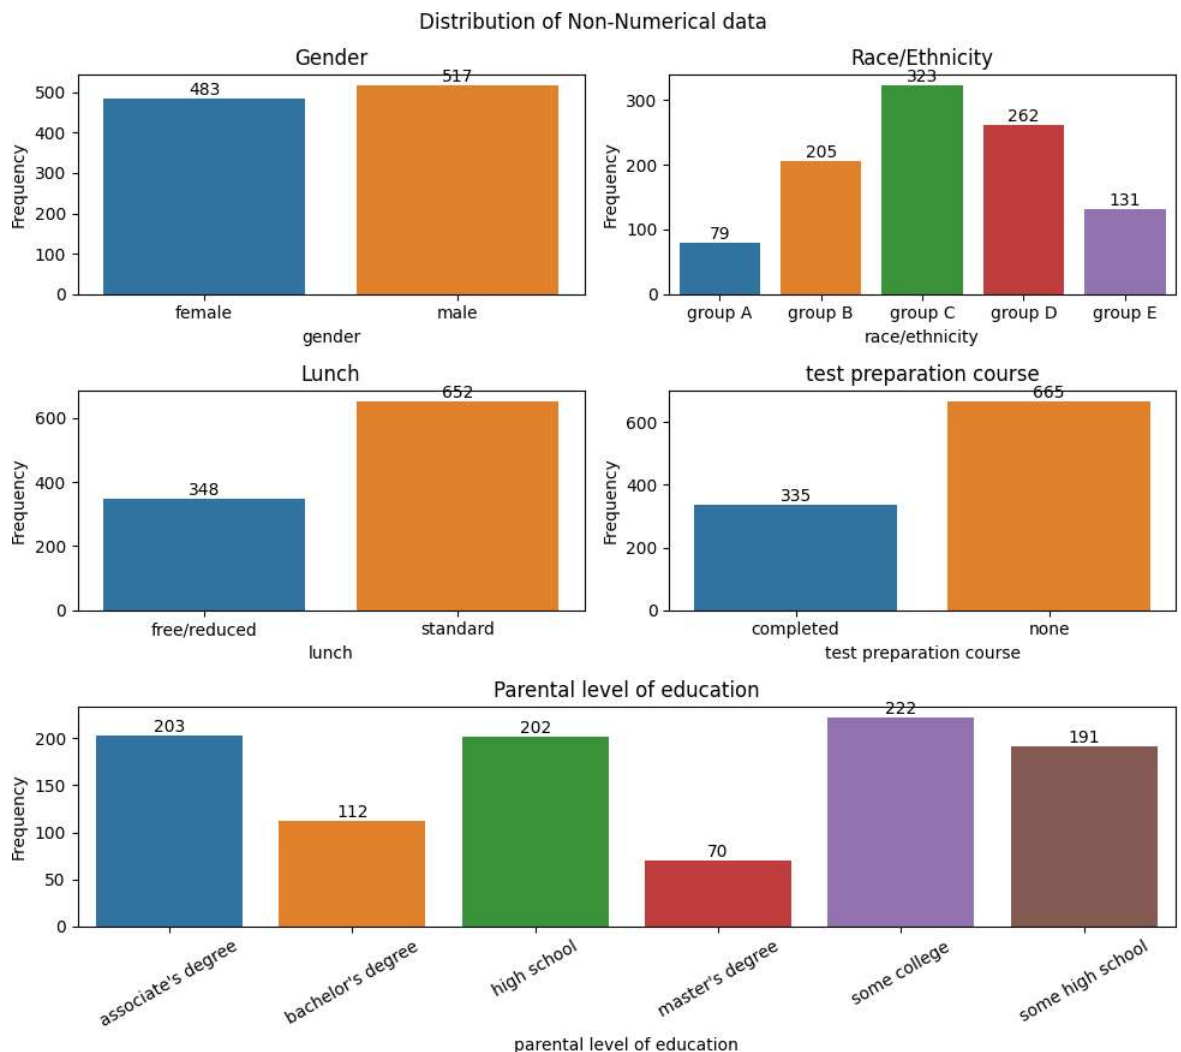 Distribution of Non-Numerical data
Gender
Frequency
500
400
300
200
100
0
483
517
female
male
gender
Race/Ethnicity
Frequency
300
200
100
0
79
205
323
262
131
group A
group B
group C
group D
group E
race/ethnicity
Lunch
Frequency
600
400
200
0
348
652
free/reduced
standard
lunch
test preparation course
Frequency
600
400
200
0
335
665
completed
none
test preparation course
Parental level of education
Frequency
200
150
100
50
0
203
112
202
70
222
191
associate's degree
bachelor's degree
high school
master's degree
some college
some high school
parental level of education